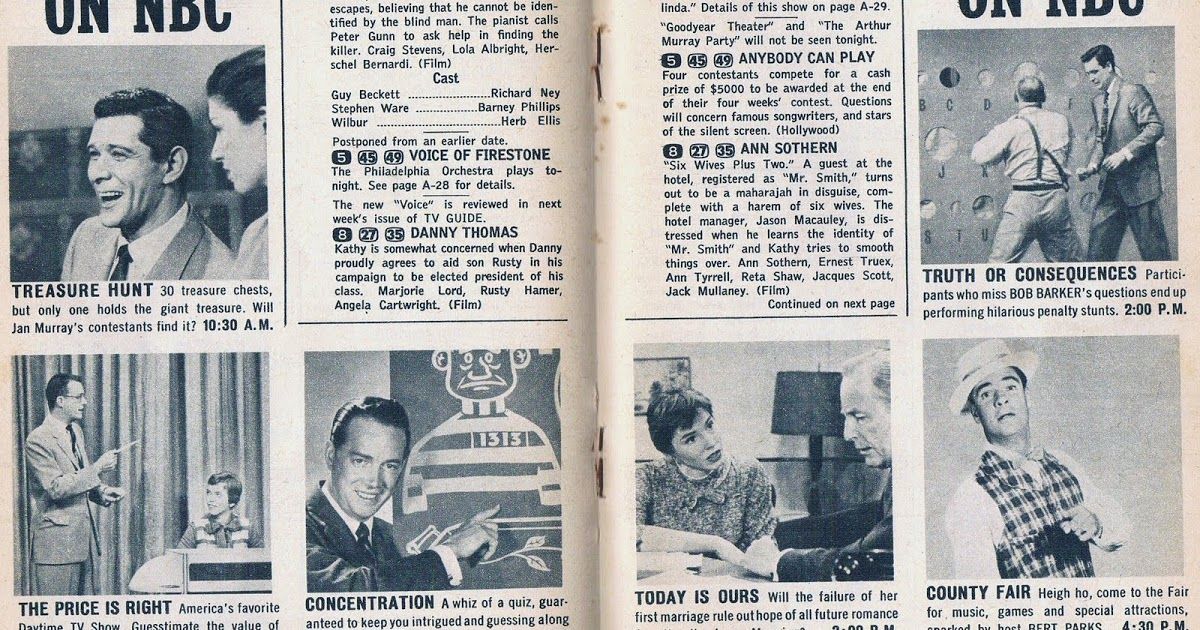 ON NBC
TREASURE HUNT 30 treasure chests,
but only one holds the giant treasure. Will
Jan Murray's contestants find it? 10:30 A.M.
THE PRICE IS RIGHT America's favorite
Daytime TV Show. Guesstimate the value of
escapes, believing that he cannot be iden-
tified by the blind man. The pianist calls
Peter Gunn to ask help in finding the
killer. Craig Stevens, Lola Albright, Her-
schel Bernardi. (Film)
Cast
Guy Beckett ........................Richard Ney
Stephen Ware ..................Barney Phillips
Wilbur ..................................Herb Ellis
Postponed from an earlier date.
5 45 49 VOICE OF FIRESTONE
The Philadelphia Orchestra plays to-
night. See page A-28 for details.
The new "Voice" is reviewed in next
week's issue of TV GUIDE.
8 27 35 DANNY THOMAS
Kathy is somewhat concerned when Danny
proudly agrees to aid son Rusty in his
campaign to be elected president of his
class. Marjorie Lord, Rusty Hamer,
Angela Cartwright. (Film)
1313
CONCENTRATION A whiz of a quiz, guar-
anteed to keep you intrigued and guessing along
linda." Details of this show on page A-29.
"Goodyear Theater" and "The Arthur
Murray Party" will not be seen tonight.
5 45 49 ANYBODY CAN PLAY
Four contestants compete for a cash
prize of $5000 to be awarded at the end
of their four weeks' contest. Questions
will concern famous songwriters, and stars
of the silent screen. (Hollywood)
8 27 35 ANN SOTHERN
"Six Wives Plus Two." A guest at the
hotel, registered as "Mr. Smith," turns
out to be a maharajah in disguise, com-
plete with a harem of six wives. The
hotel manager, Jason Macauley, is dis-
tressed when he learns the identity of
"Mr. Smith" and Kathy tries to smooth
things over. Ann Sothern, Ernest Truex,
Ann Tyrrell, Reta Shaw, Jacques Scott,
Jack Mullaney. (Film)
Continued on next page
TODAY IS OURS Will the failure of her
first marriage rule out hope of all future romance
ON NBC
B C D
J K
S T U
TRUTH OR CONSEQUENCES Partici-
pants who miss BOB BARKER's questions end up
performing hilarious penalty stunts. 2:00 P.M.
COUNTY FAIR Heigh ho, come to the Fair
for music, games and special attractions,
sparked by host BERT PARKS. 4:30 P.M.